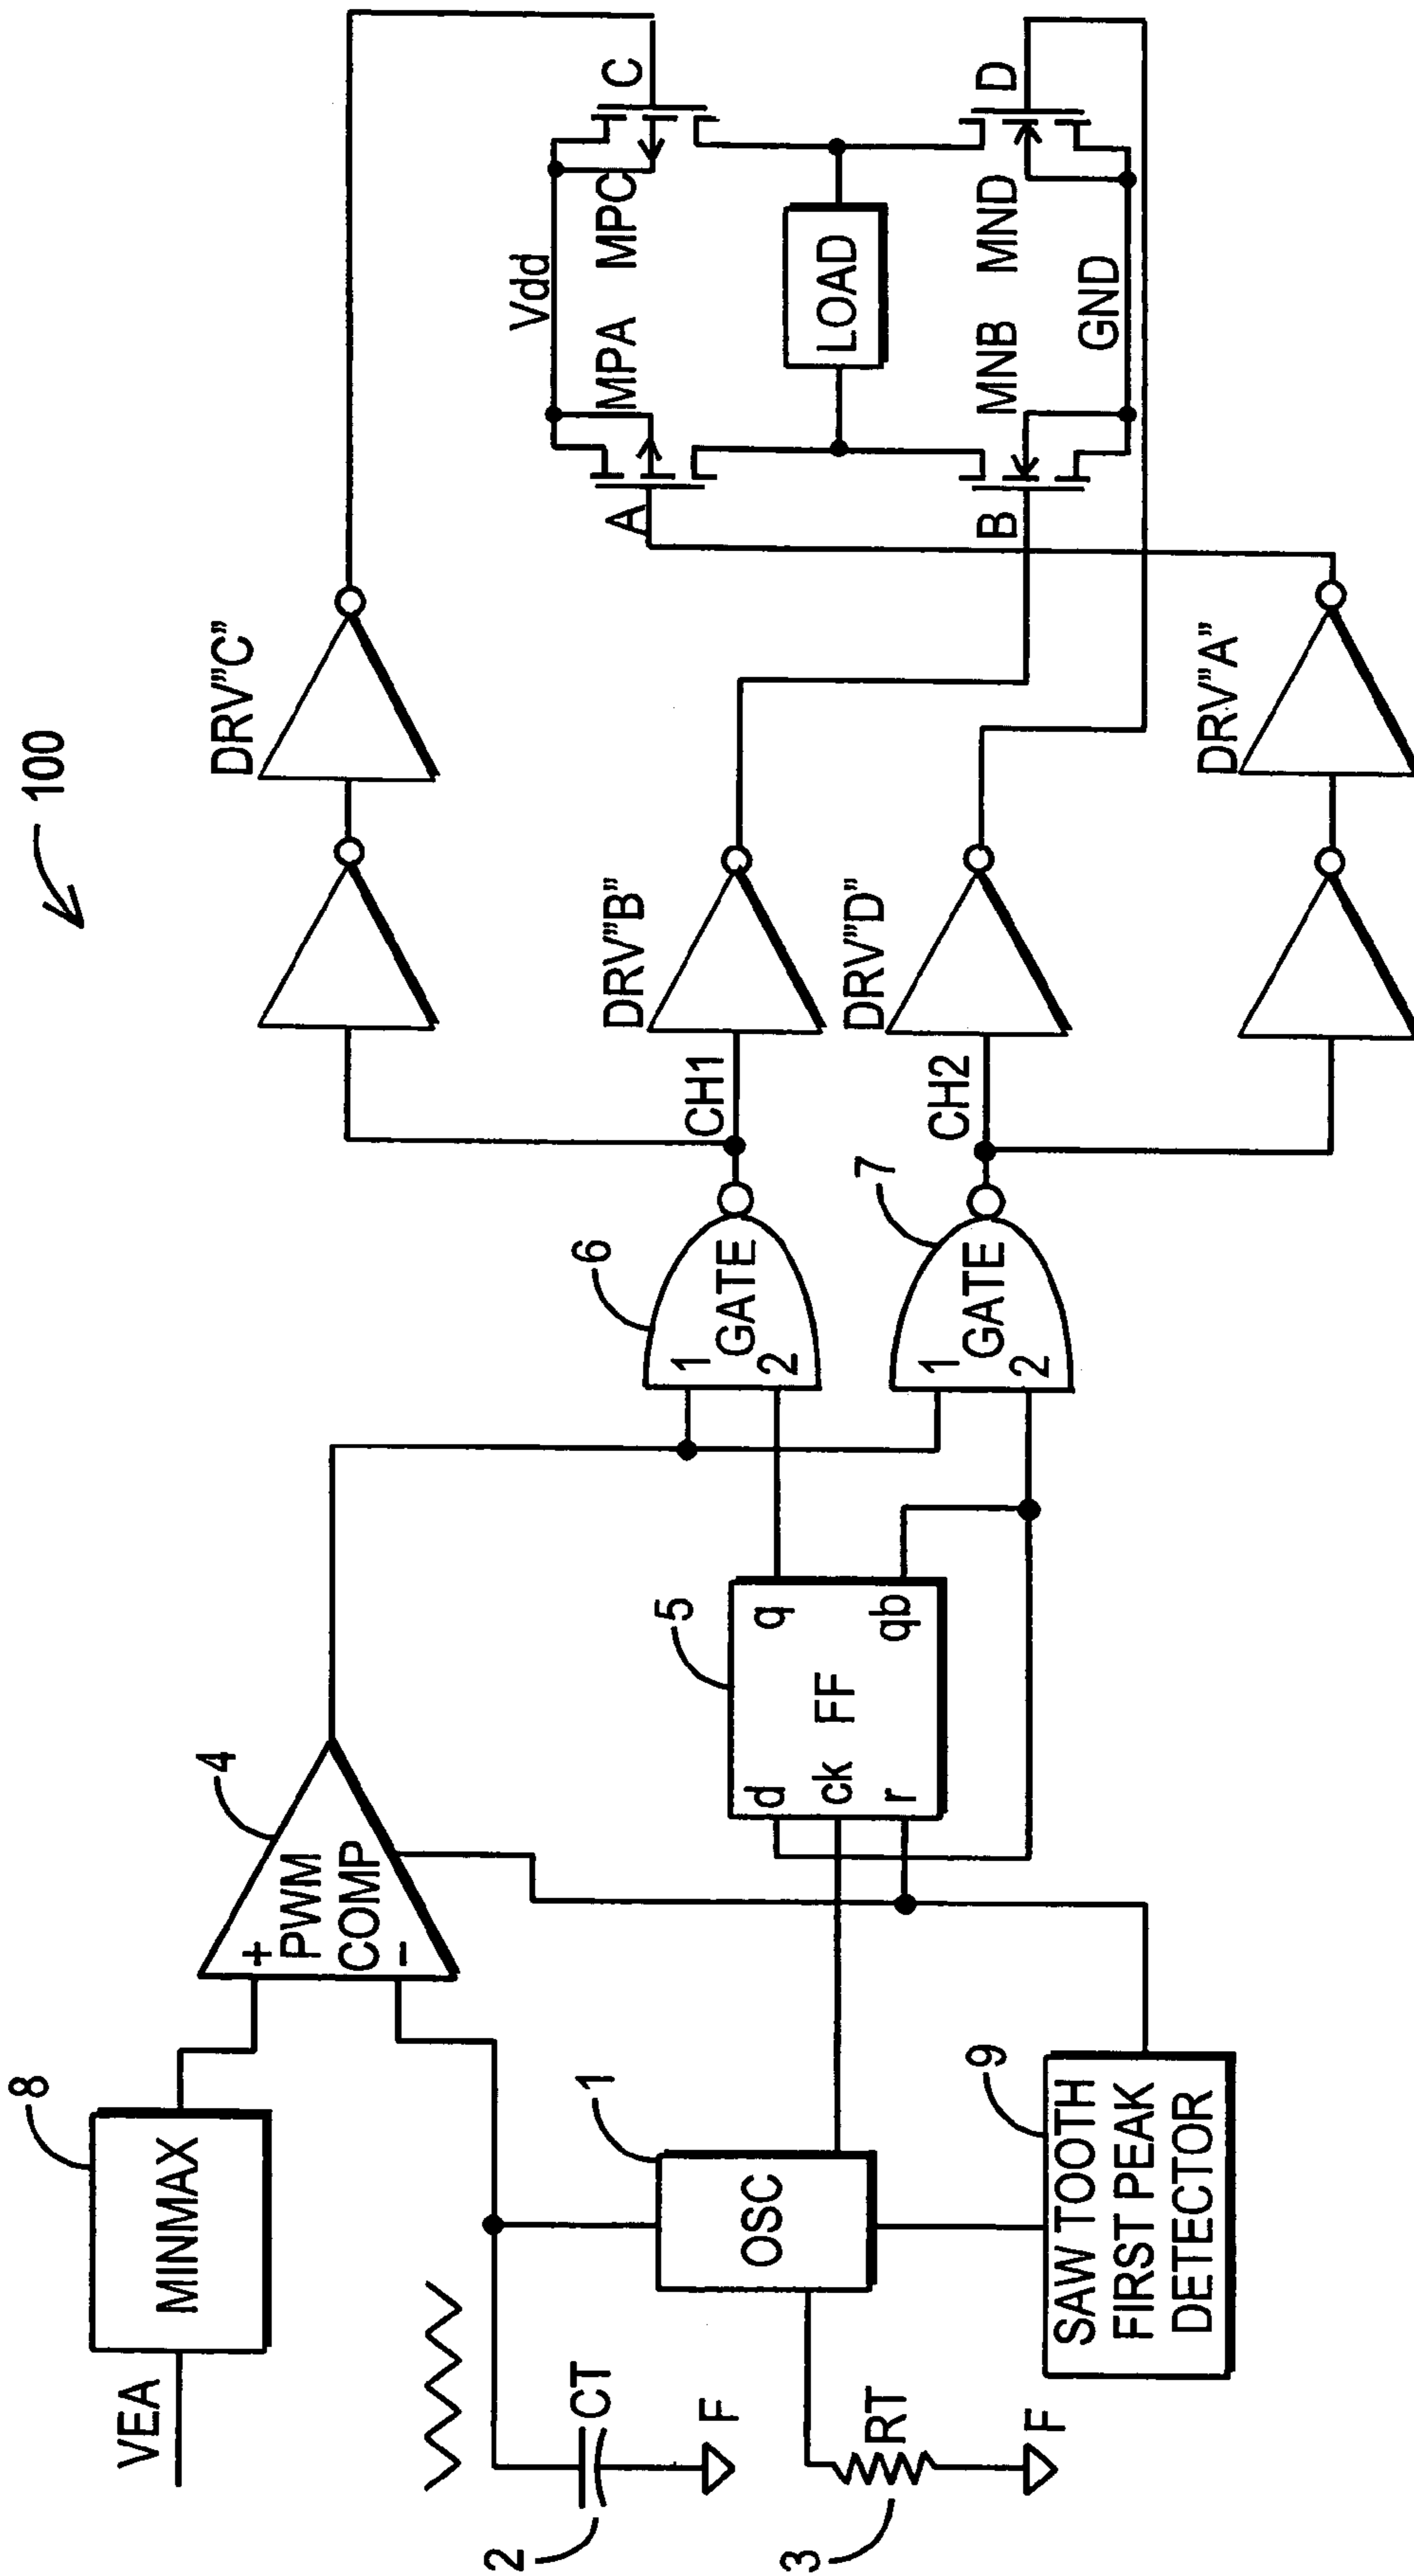 100
8
MINMAX
VEA
4
+
PWM
COMP
−
CT
2
F
1
OSC
RT
3
F
9
SAW TOOTH
FIRST PEAK
DETECTOR
5
d
q
ck
FF
r
qb
6
1
GATE
2
7
1
GATE
2
CH1
CH2
DRV"C"
DRV"B"
DRV"D"
DRV"A"
Vdd
A
MPA
MPC
C
LOAD
B
MNB
MND
D
GND